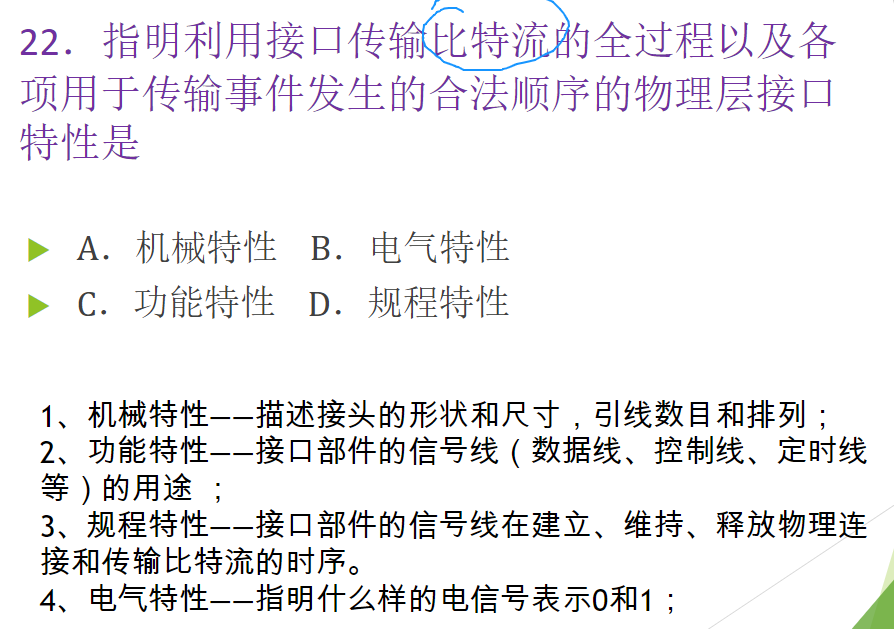 22．指明利用接口传输比特流的全过程以及各
项用于传输事件发生的合法顺序的物理层接口
特性是
A．机械特性 B．电气特性
C．功能特性 D．规程特性
1、机械特性——描述接头的形状和尺寸，引线数目和排列；
2、功能特性——接口部件的信号线（数据线、控制线、定时线
等）的用途 ；
3、规程特性——接口部件的信号线在建立、维持、释放物理连
接和传输比特流的时序。
4、电气特性——指明什么样的电信号表示0和1；